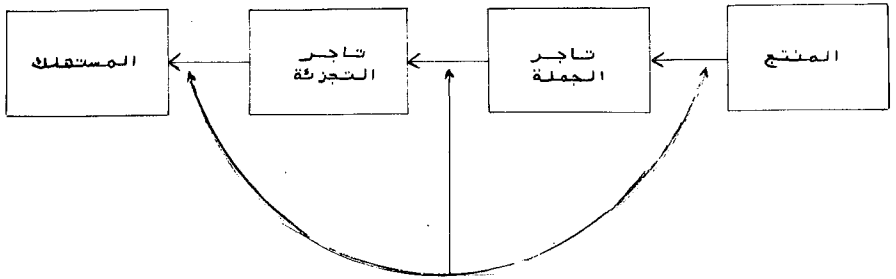 المنتج
تاجر
الجملة
تاجر
التجزئة
المستهلك